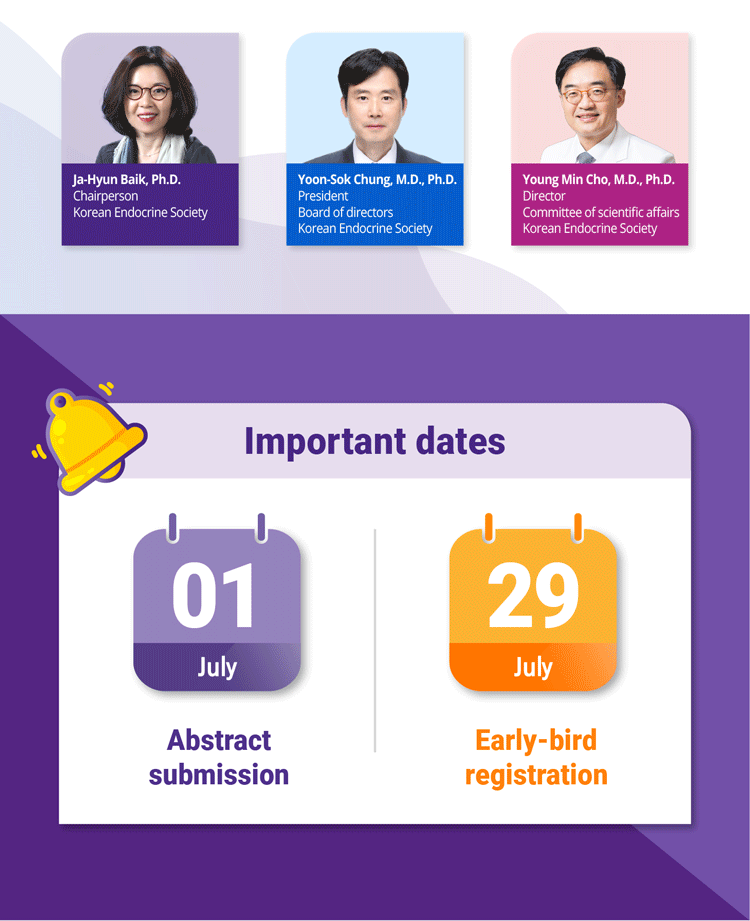 Ja-Hyun Baik, Ph.D.
Chairperson
Korean Endocrine Society
Yoon-Sok Chung, M.D., Ph.D.
President
Board of directors
Korean Endocrine Society
Young Min Cho, M.D., Ph.D.
Director
Committee of scientific affairs
Korean Endocrine Society
Important dates
01
July
Abstract
submission
29
July
Early-bird
registration